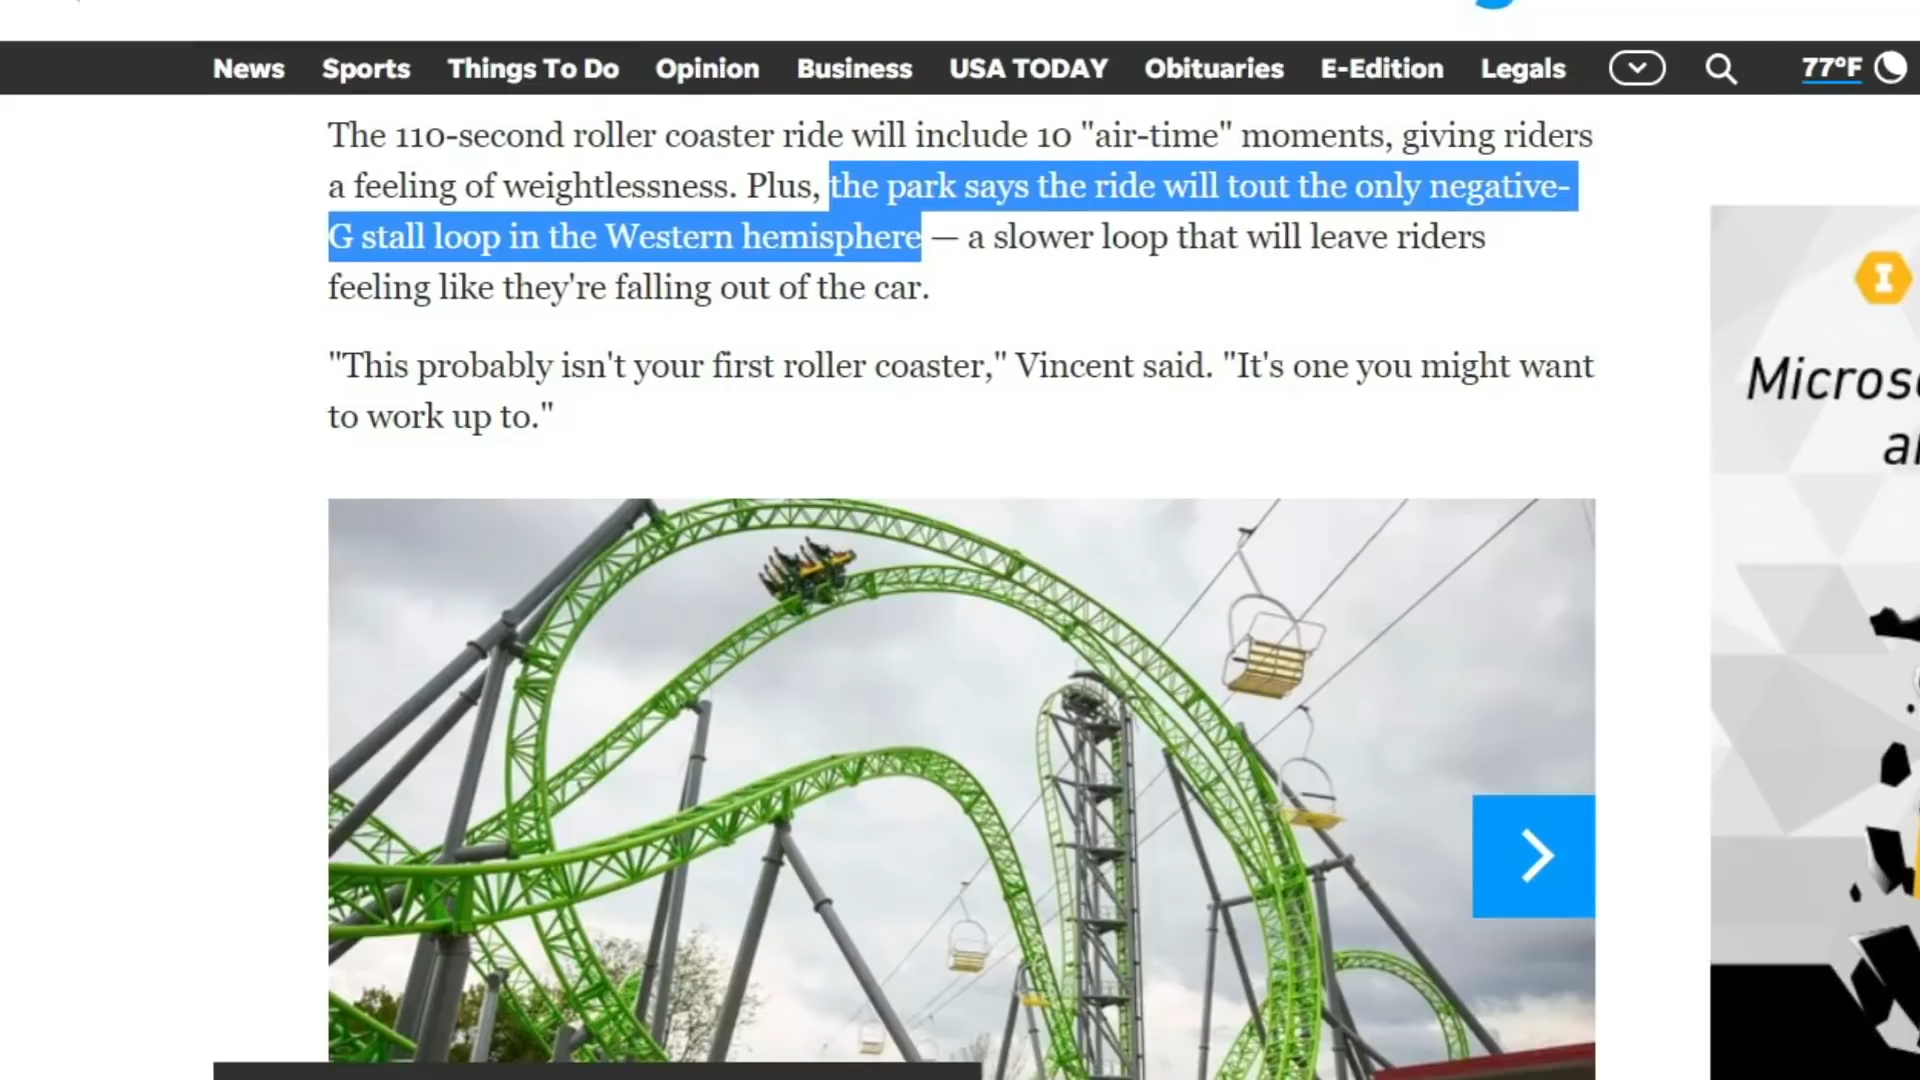 News Sports Things To Do Opinion Business USA TODAY Obituaries E-Edition Legals 77°F
The 110-second roller coaster ride will include 10 "air-time" moments, giving riders
a feeling of weightlessness. Plus, the park says the ride will tout the only negative-
G stall loop in the Western hemisphere — a slower loop that will leave riders
feeling like they're falling out of the car.
"This probably isn't your first roller coaster," Vincent said. "It's one you might want
to work up to."